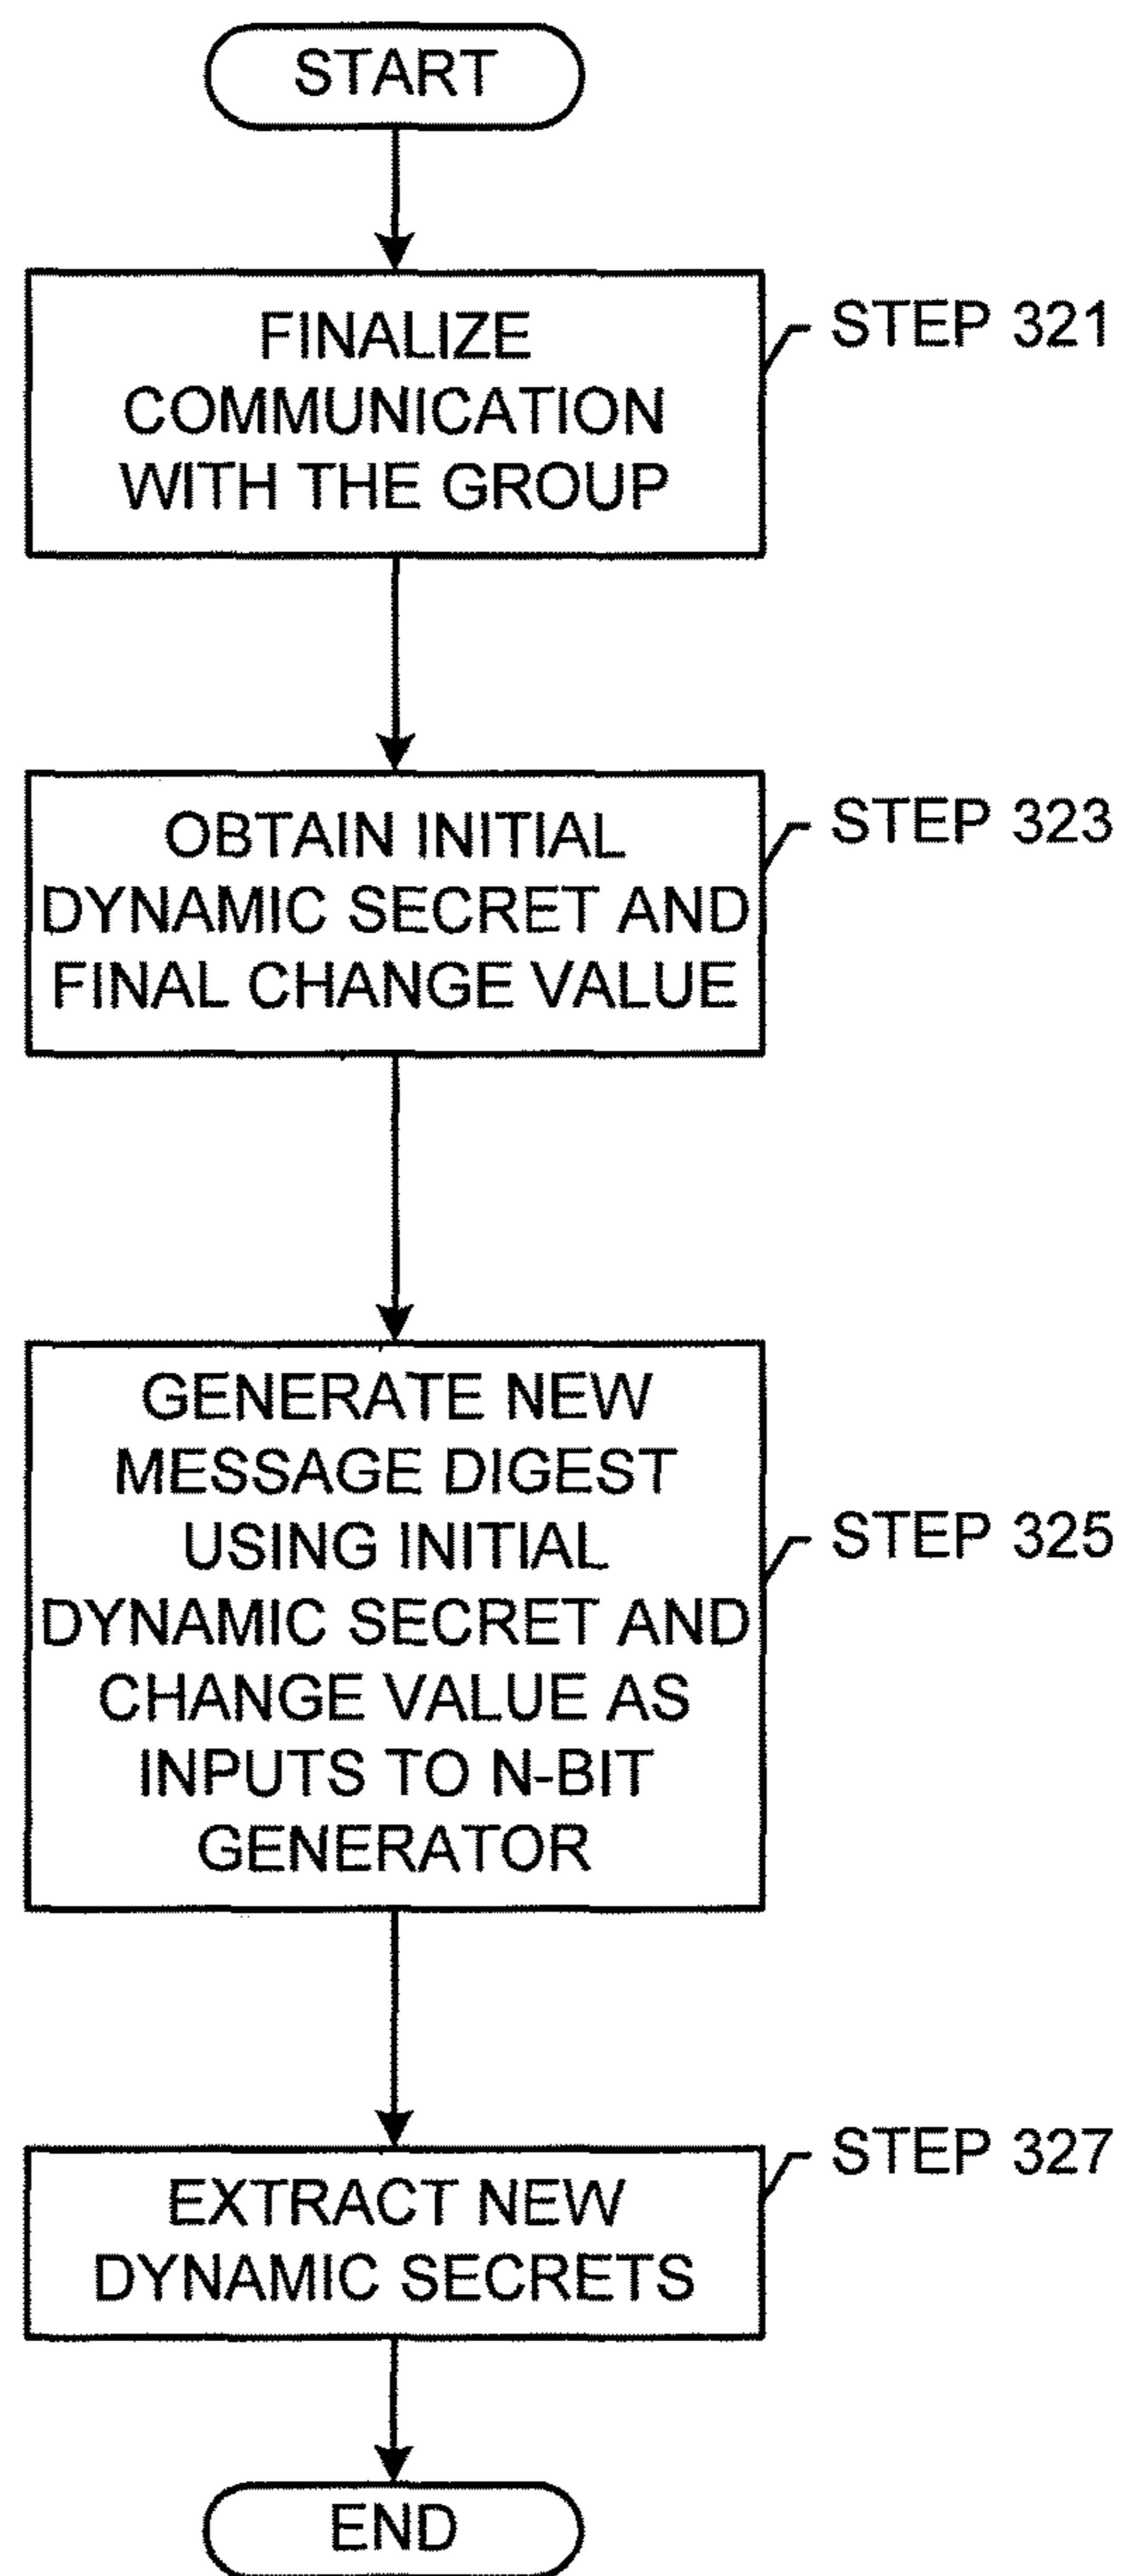 START
FINALIZE
COMMUNICATION
WITH THE GROUP
STEP 321
OBTAIN INITIAL
DYNAMIC SECRET AND
FINAL CHANGE VALUE
STEP 323
GENERATE NEW
MESSAGE DIGEST
USING INITIAL
DYNAMIC SECRET AND
CHANGE VALUE AS
INPUTS TO N-BIT
GENERATOR
STEP 325
EXTRACT NEW
DYNAMIC SECRETS
STEP 327
END